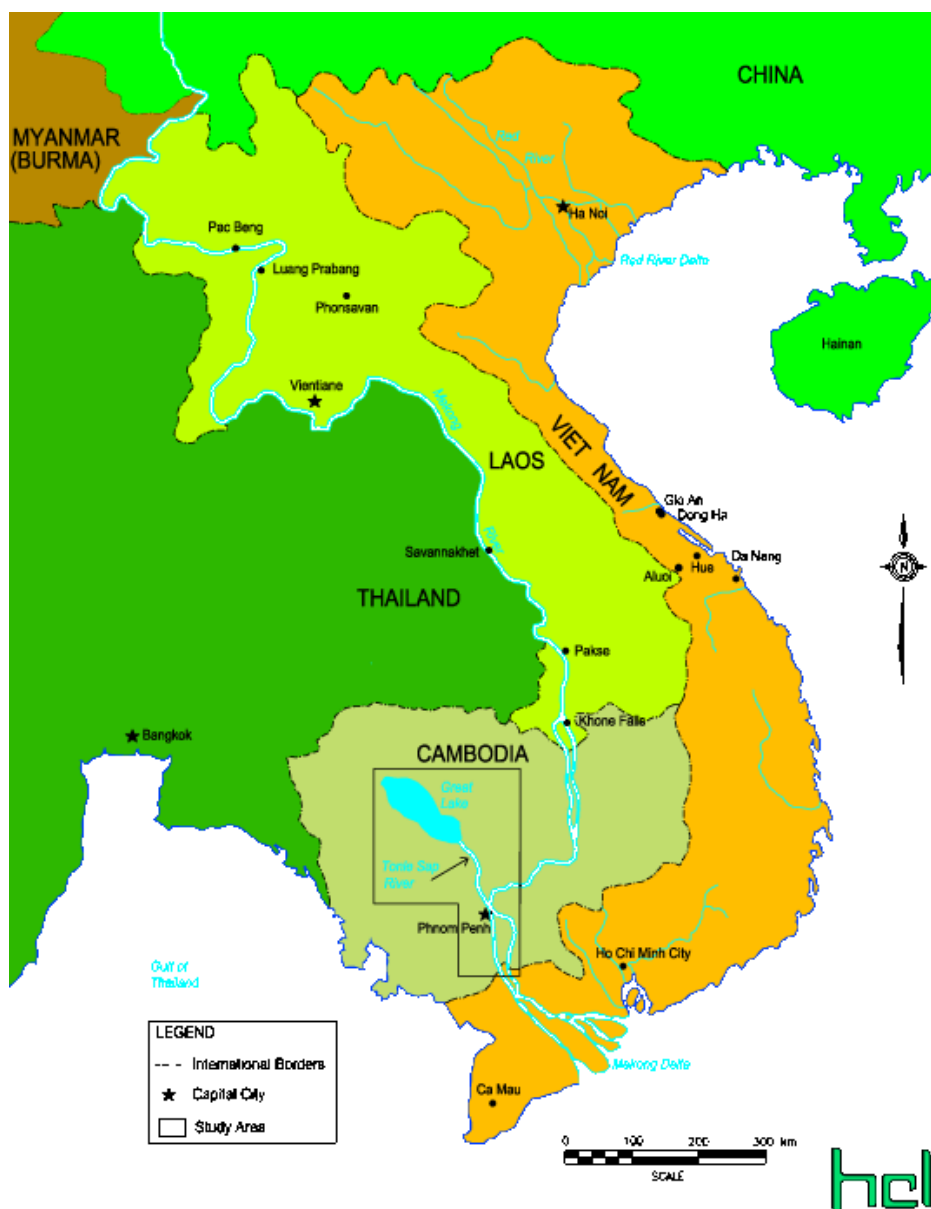 CHINA
MYANMAR
(BURMA)
Red
River
Ha Noi
Pac Beng
Red River Delta
Luang Prabang
Phonsavan
Hainan
Vientiane
Mekong
VIET NAM
LAOS
Gio An
Dong Ha
River
Savannakhet
Da Nang
Hue
Aluoi
N
THAILAND
Pakse
Khone Falls
Bangkok
CAMBODIA
Great
Lake
Tonle Sap
River
Phnom Penh
Ho Chi Minh City
Gulf of
Thailand
LEGEND
International Borders
Capital City
Study Area
Mekong Delta
Ca Mau
0 100 200 300 km
SCALE
hcl